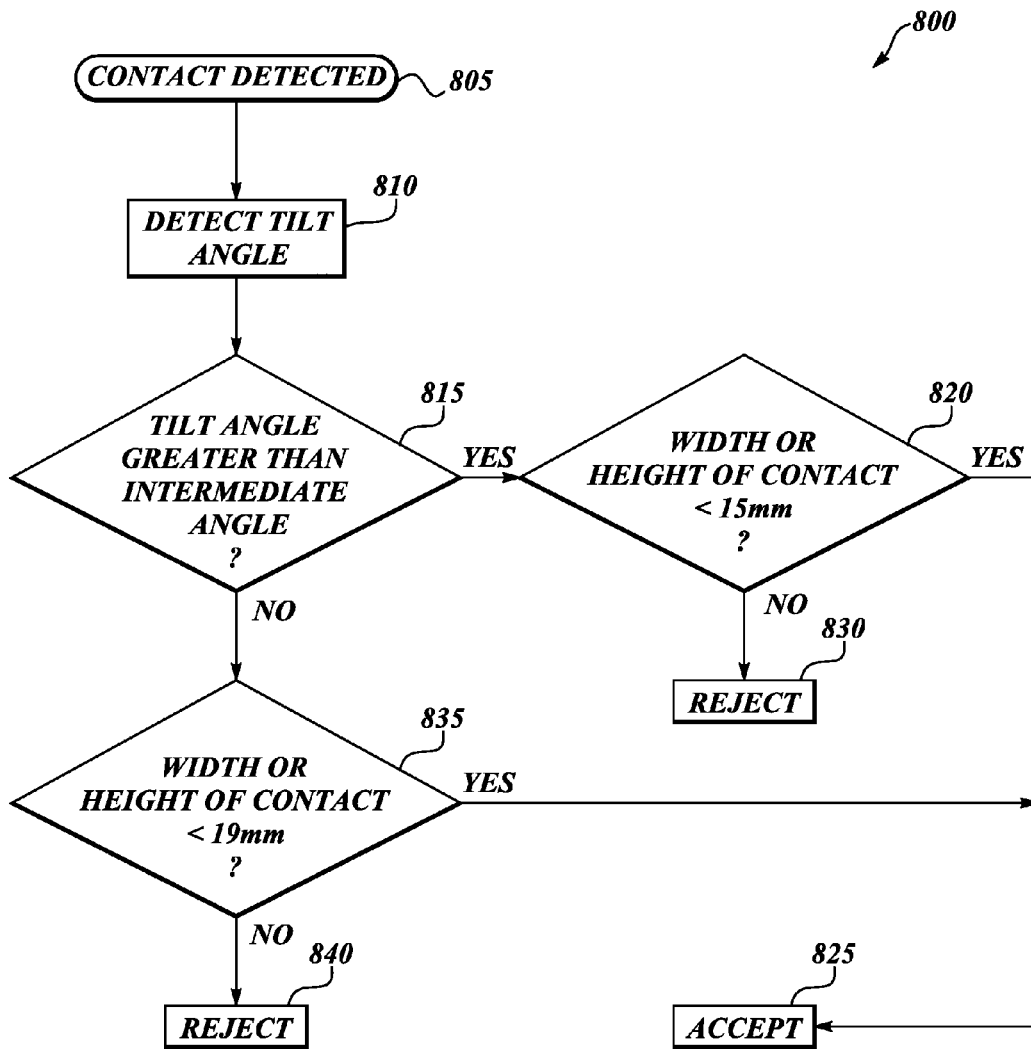 800
CONTACT DETECTED
805
810
DETECT TILT
ANGLE
815
TILT ANGLE
GREATER THAN
INTERMEDIATE
ANGLE
?
YES
NO
820
WIDTH OR
HEIGHT OF CONTACT
< 15mm
?
YES
NO
830
REJECT
835
WIDTH OR
HEIGHT OF CONTACT
< 19mm
?
YES
NO
840
REJECT
825
ACCEPT